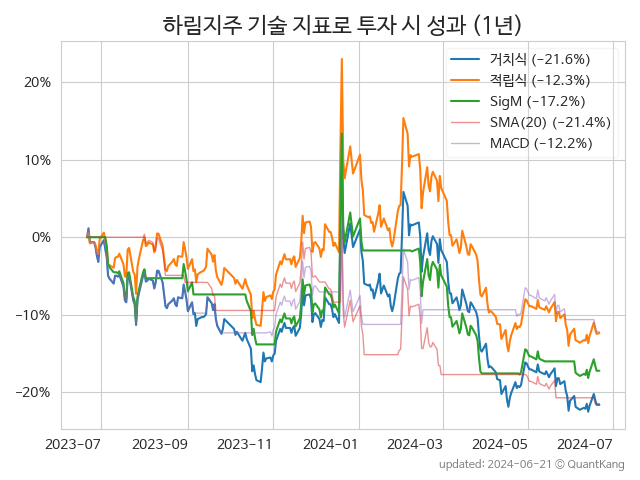 하림지주 기술 지표로 투자 시 성과 (1년)
거치식 (−21.6%)
적립식 (−12.3%)
SigM (−17.2%)
SMA(20) (−21.4%)
MACD (−12.2%)
20%
10%
0%
−10%
−20%
2023-07 2023-09 2023-11 2024-01 2024-03 2024-05 2024-07
updated: 2024-06-21 ⓒ QuantKang